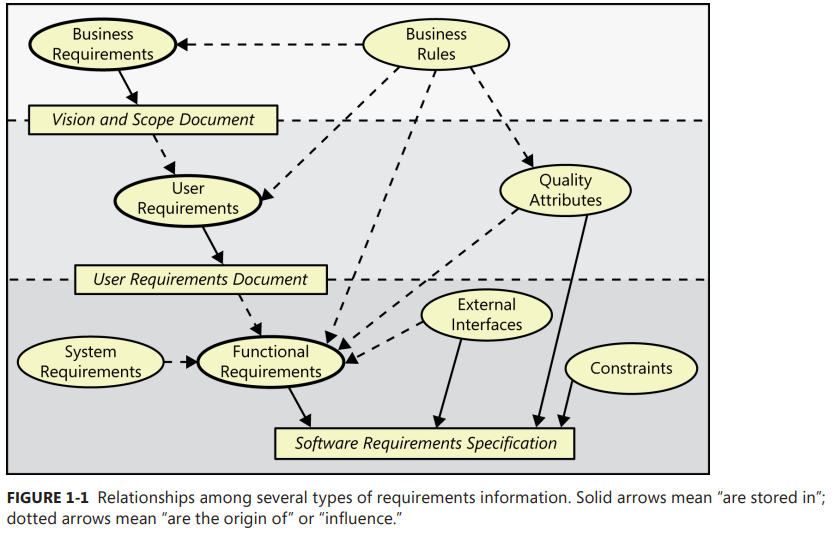 Business
Requirements
Business
Rules
Vision and Scope Document
User
Requirements
Quality
Attributes
User Requirements Document
External
Interfaces
System
Requirements
Functional
Requirements
Constraints
Software Requirements Specification
FIGURE 1-1 Relationships among several types of requirements information. Solid arrows mean “are stored in”;
dotted arrows mean “are the origin of” or “influence.”